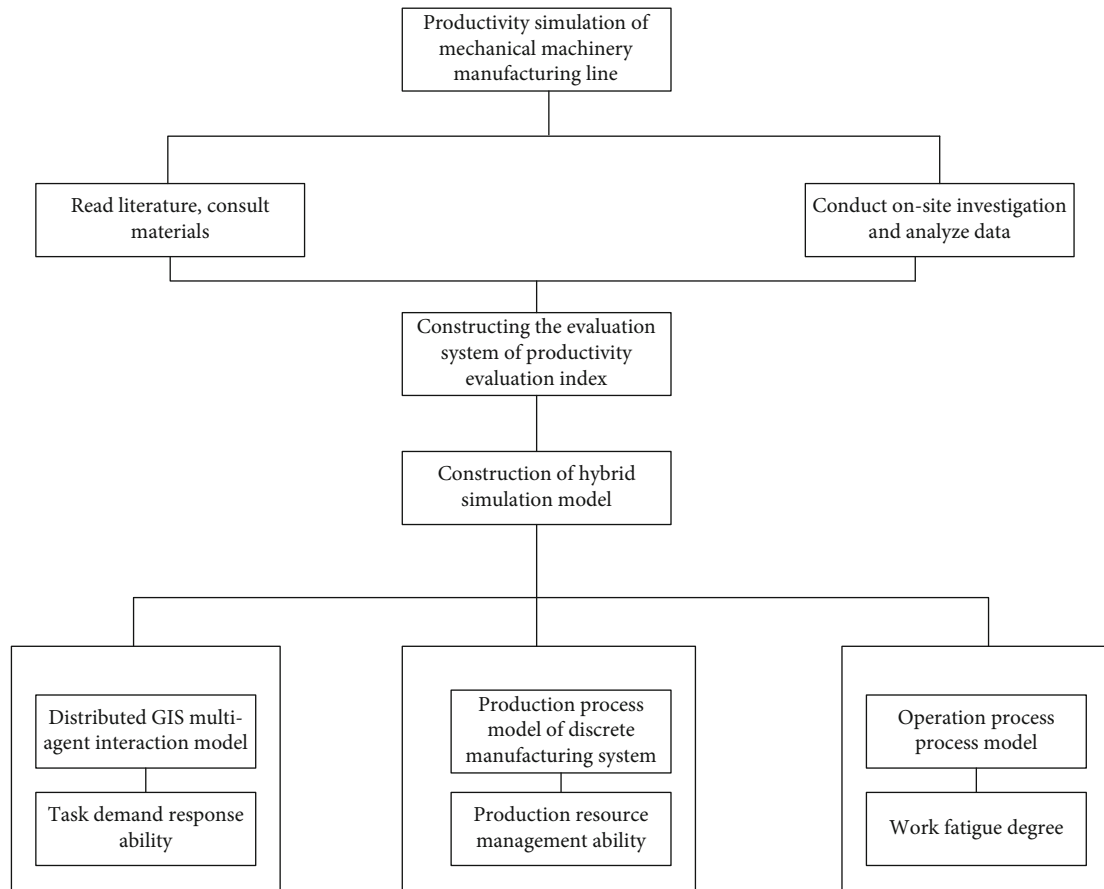 Productivity simulation of
mechanical machinery
manufacturing line
Read literature, consult
materials
Conduct on-site investigation
and analyze data
Constructing the evaluation
system of productivity
evaluation index
Construction of hybrid
simulation model
Distributed GIS multi-
agent interaction model
Task demand response
ability
Production process
model of discrete
manufacturing system
Production resource
management ability
Operation process
process model
Work fatigue degree